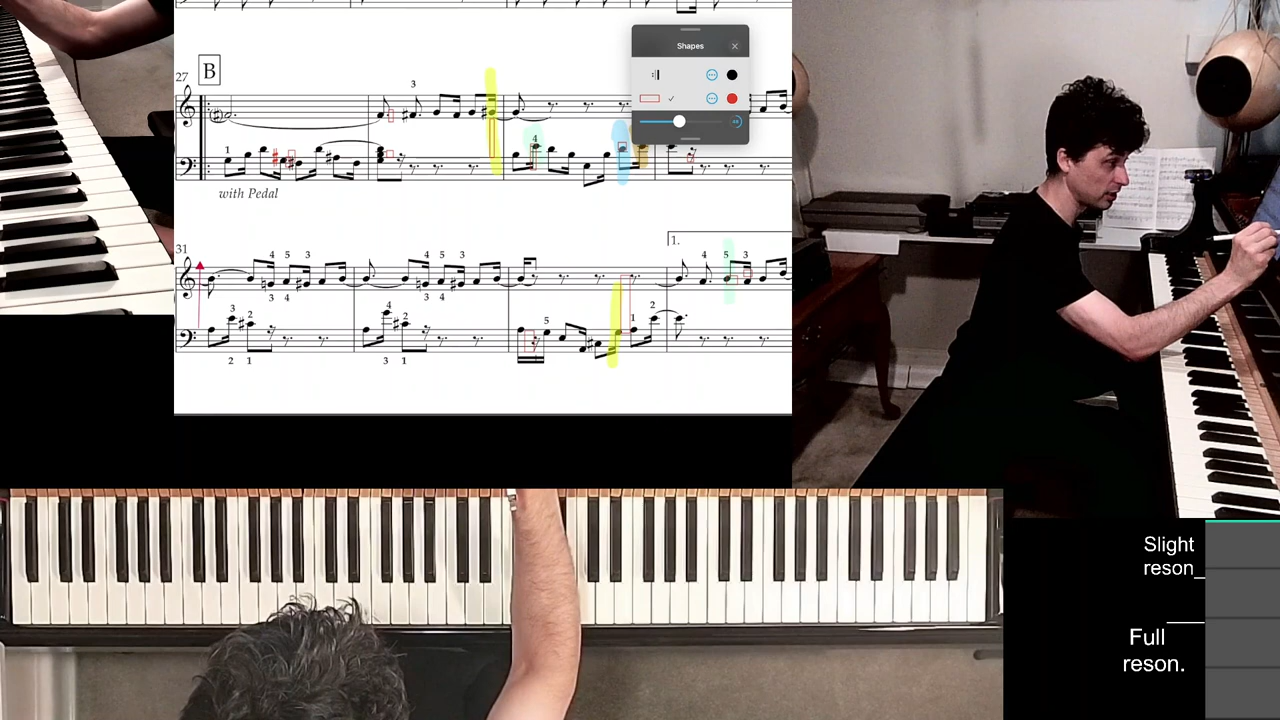 Shapes
27
B
3
1
4
with Pedal
31
1.
4 5 3
4 5 3
4 5 3
3 4
3 4
3
2
4
2
5
1
2
2 1
3 1
Slight
reson_
Full
reson.